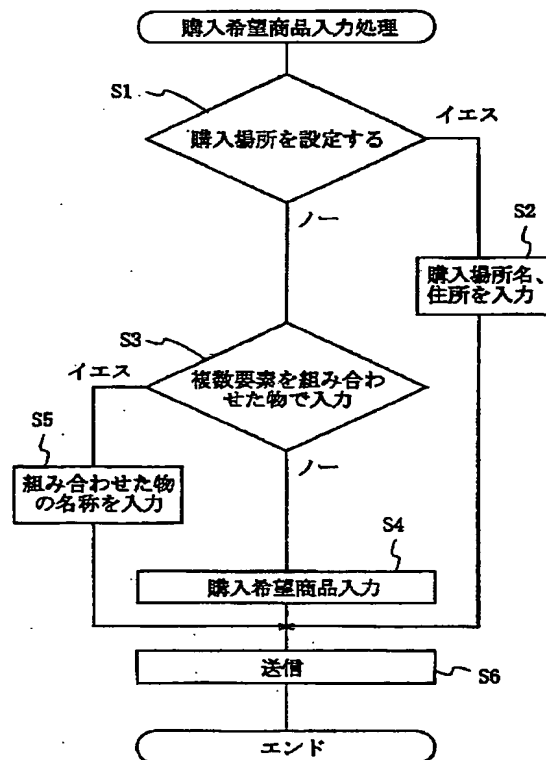 購入希望商品入力処理
S1
イエス
購入場所を設定する
ノー
S2
購入場所名、
住所を入力
S3
イエス
複数要素を組み合わ
せた物で入力
S5
ノー
組み合わせた物
の名称を入力
S4
購入希望商品入力
送信
S6
エンド